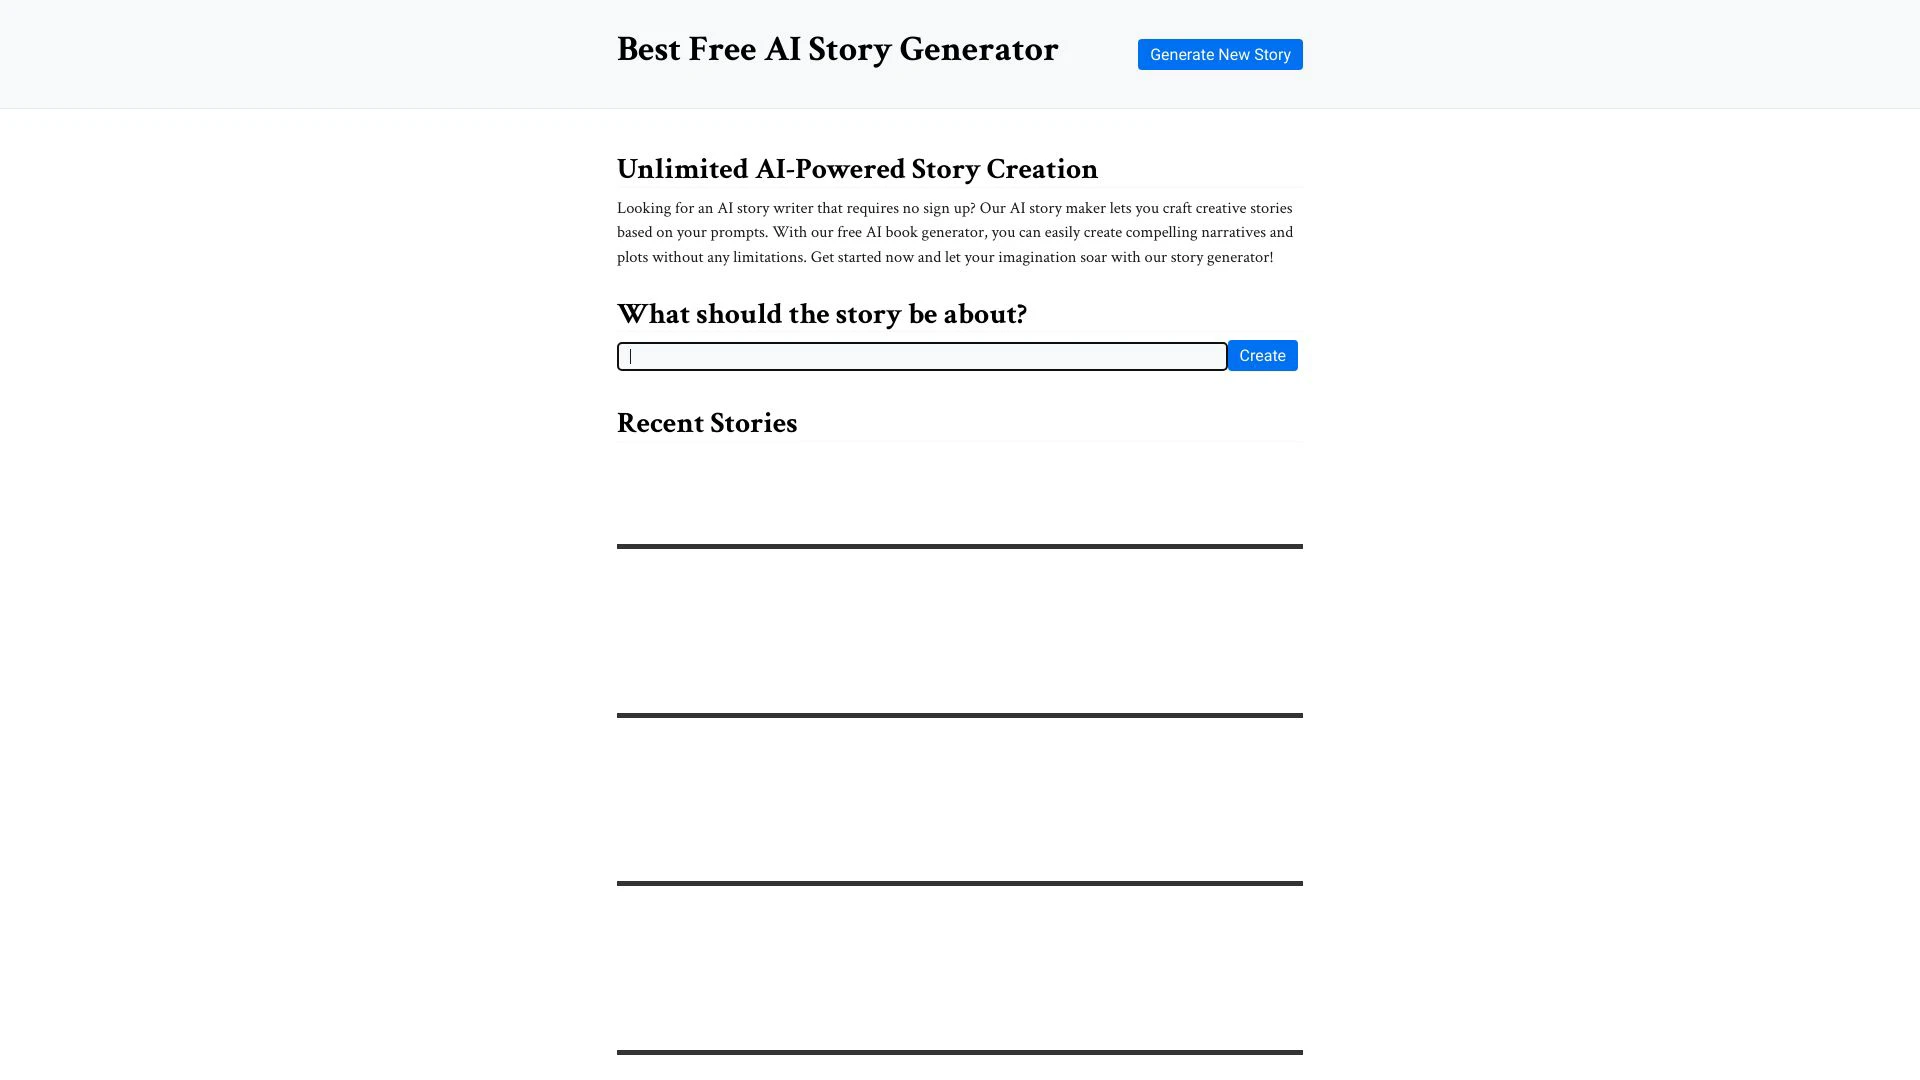 Best Free AI Story Generator
Generate New Story
Unlimited AI-Powered Story Creation
Looking for an AI story writer that requires no sign up? Our AI story maker lets you craft creative stories
based on your prompts. With our free AI book generator, you can easily create compelling narratives and
plots without any limitations. Get started now and let your imagination soar with our story generator!
What should the story be about?
Create
Recent Stories